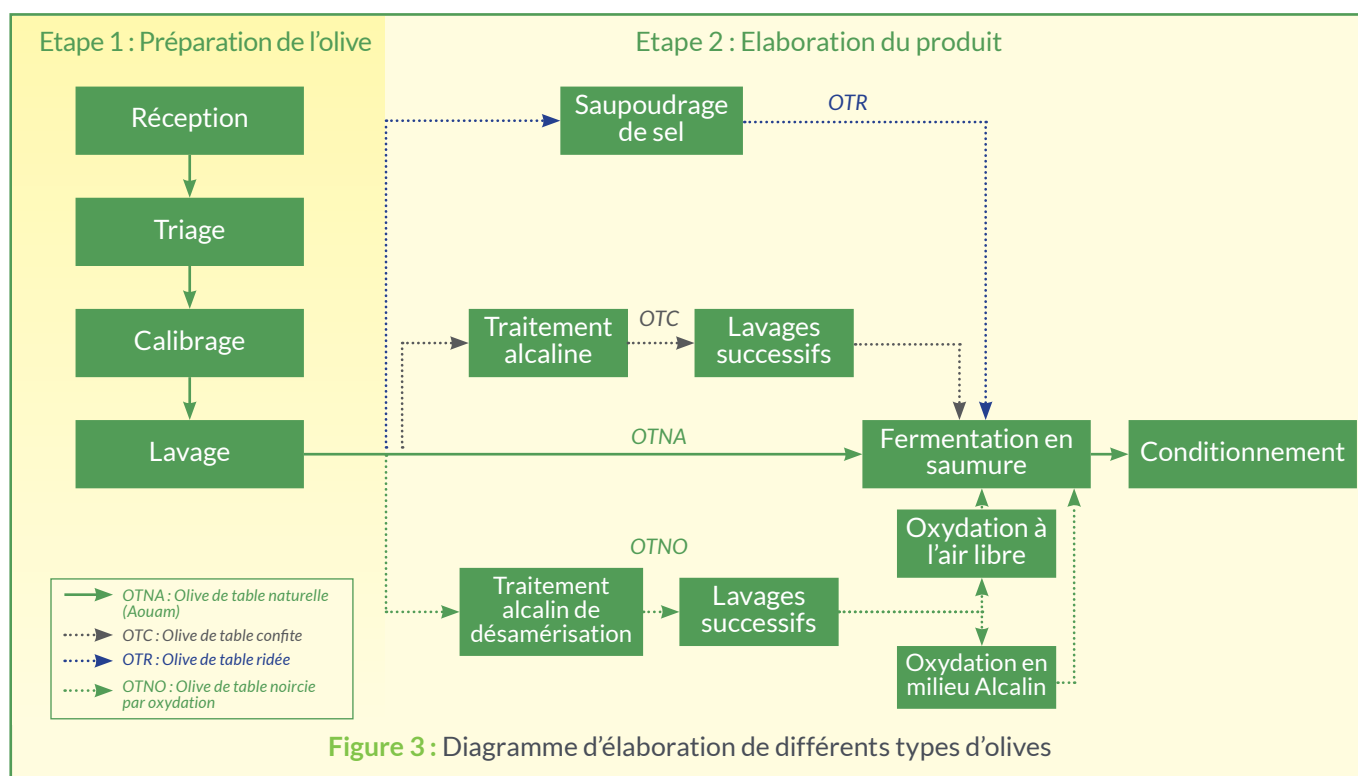 Etape 1 : Préparation de l'olive
Etape 2 : Elaboration du produit
Réception
Triage
Calibrage
Lavage
Saupoudrage
de sel
OTR
Traitement
alcaline
OTC
Lavages
successifs
OTNA
Fermentation en
saumure
Conditionnement
OTNO
Oxydation à
l'air libre
Traitement
alcalin de
désamérisation
Lavages
successifs
Oxydation en
milieu Alcalin
OTNA : Olive de table naturelle
(Aouam)
OTC : Olive de table confite
OTR : Olive de table ridée
OTNO : Olive de table noircie
par oxydation
Figure 3 : Diagramme d'élaboration de différents types d'olives